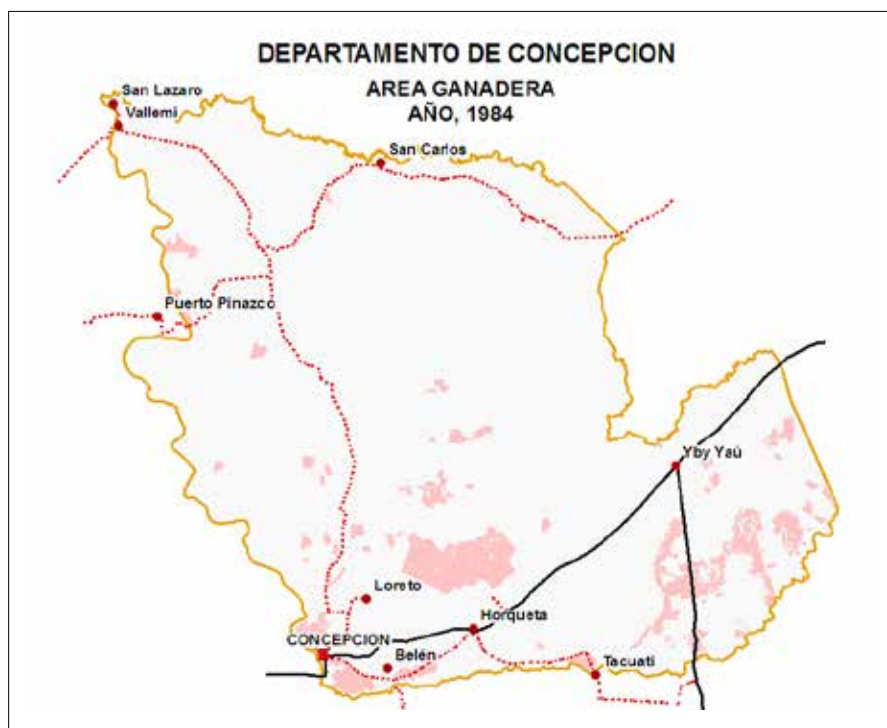 DEPARTAMENTO DE CONCEPCION
AREA GANADERA
AÑO, 1984
San Lazaro
Vallemi
San Carlos
Puerto Pinazco
Yby Yaú
Loreto
Horqueta
CONCEPCION
Belén
Tacuati